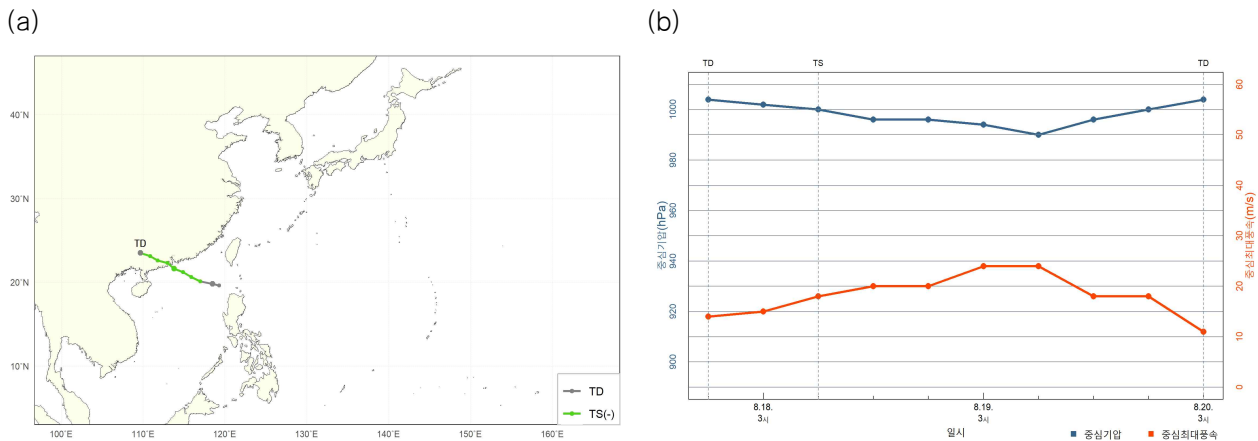 (a)
(b)
40˚N
30˚N
20˚N
10˚N
100˚E
110˚E
120˚E
130˚E
140˚E
150˚E
160˚E
TD
TD
TS(-)
TD
TS
TD
중심기압(hPa)
1000
980
960
940
920
900
중심최대풍속(m/s)
60
50
40
30
20
10
0
8.18.
3시
8.19.
3시
8.20.
3시
일시
중심기압
중심최대풍속